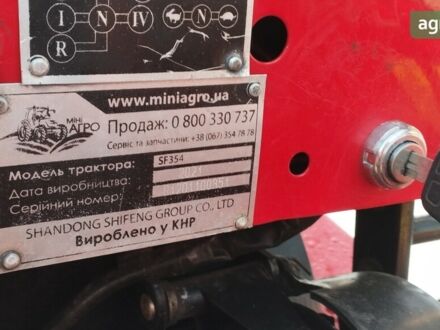 agro
I N IV N
R
www.miniagro.ua
МІНІ АГРО
Продаж: 0 800 330 737
Сервіс та запчастини: +38 (067) 354 78 78
Модель трактора: SF354
Дата виробництва:
Серійний номер:
SHANDONG SHIFENG GROUP CO., LTD
Вироблено у КНР